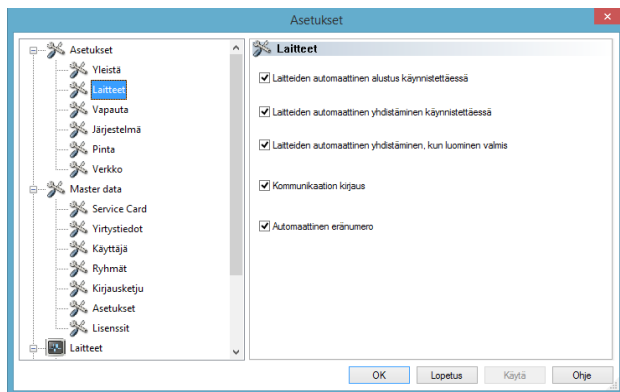 Asetukset
Asetukset
Yleistä
Laitteet
Vapauta
Järjestelmä
Pinta
Verkko
Master data
Service Card
Yirtystiedot
Käyttäjä
Ryhmät
Kirjausketju
Asetukset
Lisenssit
Laitteet
Laitteet
Laitteiden automaattinen alustus käynnistettäessä
Laitteiden automaattinen yhdistäminen käynnistettäessä
Laitteiden automaattinen yhdistäminen, kun luominen valmis
Kommunikaation kirjaus
Automaattinen eränumero
OK
Lopetus
Käytä
Ohje